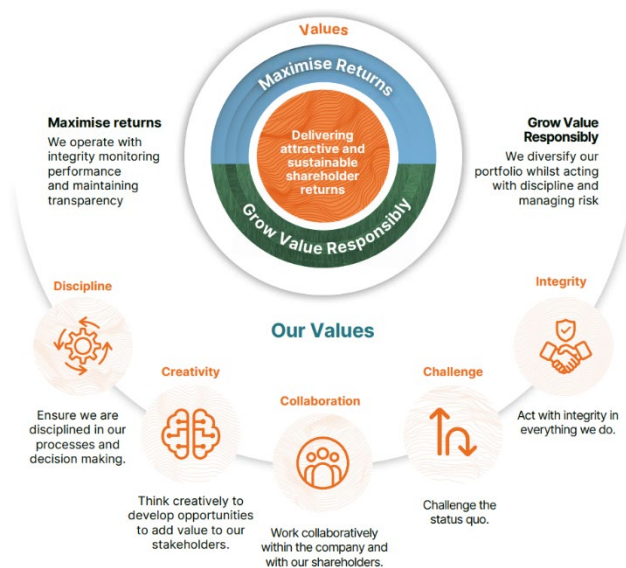 Values
Maximise Returns
Delivering
attractive and
sustainable
shareholder
returns
Grow Value Responsibly
Maximise returns
We operate with
integrity monitoring
performance
and maintaining
transparency
Grow Value
Responsibly
We diversify our
portfolio whilst acting
with discipline and
managing risk
Our Values
Discipline
Ensure we are
disciplined in our
processes and
decision making.
Creativity
Think creatively to
develop opportunities
to add value to our
stakeholders.
Collaboration
Work collaboratively
within the company and
with our shareholders.
Challenge
Challenge the
status quo.
Integrity
Act with integrity in
everything we do.